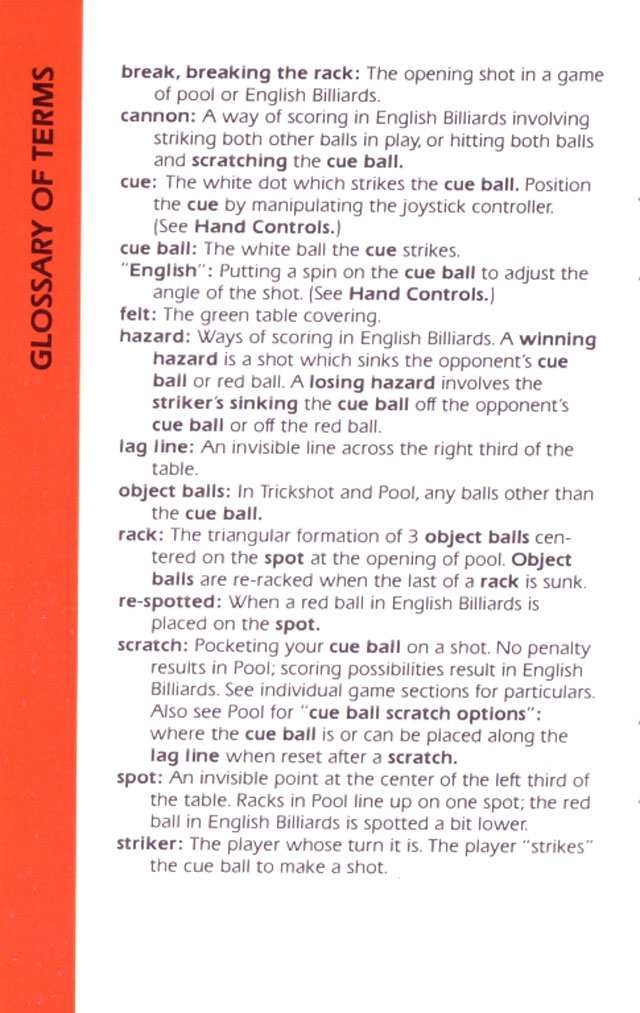 GLOSSARY OF TERMS
break, breaking the rack: The opening shot in a game
of pool or English Billiards.
cannon: A way of scoring in English Billiards involving
striking both other balls in play, or hitting both balls
and scratching the cue ball.
cue: The white dot which strikes the cue ball. Position
the cue by manipulating the joystick controller.
(See Hand Controls.)
cue ball: The white ball the cue strikes.
"English": Putting a spin on the cue ball to adjust the
angle of the shot. (See Hand Controls.)
felt: The green table covering.
hazard: Ways of scoring in English Billiards. A winning
hazard is a shot which sinks the opponent's cue
ball or red ball. A losing hazard involves the
striker's sinking the cue ball off the opponent's
cue ball or off the red ball.
lag line: An invisible line across the right third of the
table.
object balls: In Trickshot and Pool, any balls other than
the cue ball.
rack: The triangular formation of 3 object balls cen-
tered on the spot at the opening of pool. Object
balls are re-racked when the last of a rack is sunk.
re-spotted: When a red ball in English Billiards is
placed on the spot.
scratch: Pocketing your cue ball on a shot. No penalty
results in Pool; scoring possibilities result in English
Billiards. See individual game sections for particulars.
Also see Pool for "cue ball scratch options":
where the cue ball is or can be placed along the
lag line when reset after a scratch.
spot: An invisible point at the center of the left third of
the table. Racks in Pool line up on one spot; the red
ball in English Billiards is spotted a bit lower.
striker: The player whose turn it is. The player "strikes"
the cue ball to make a shot.